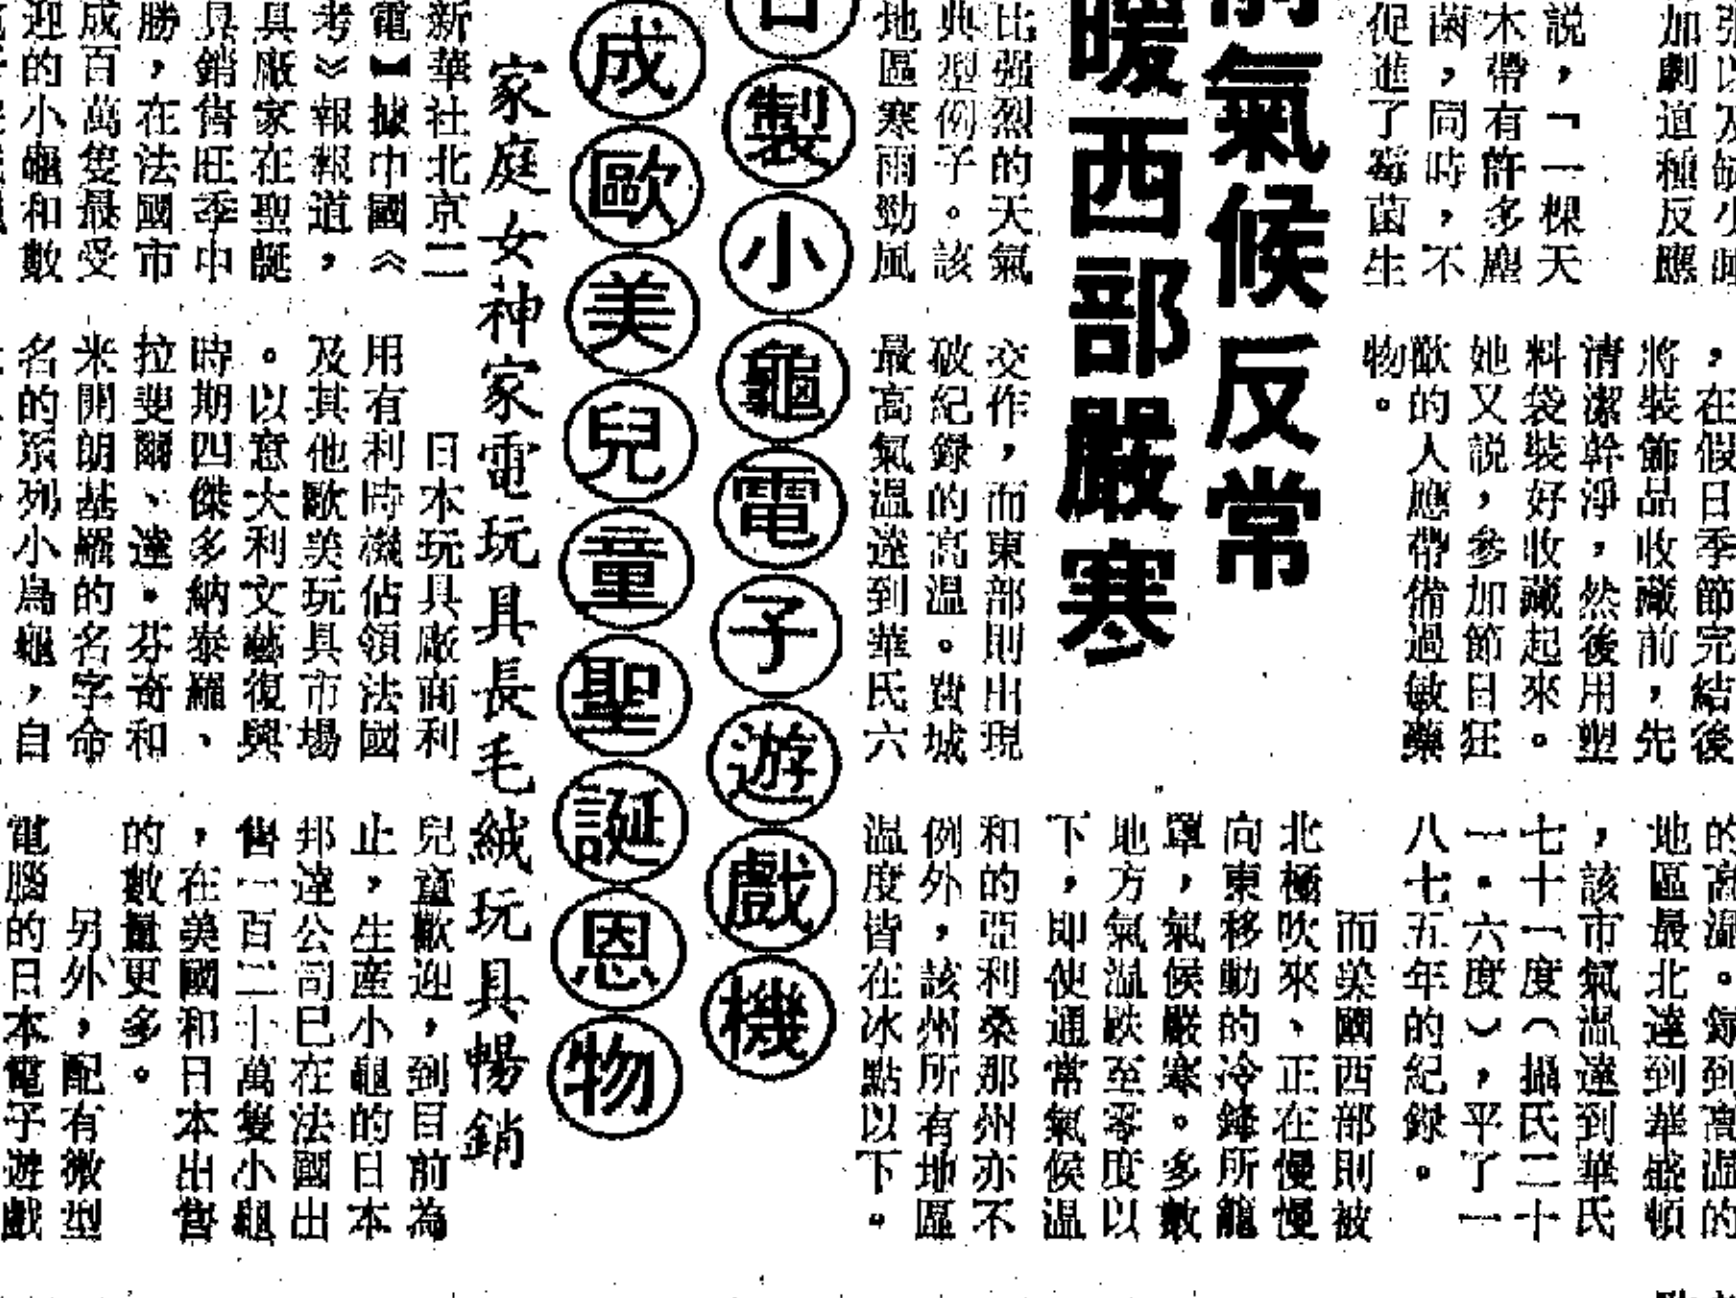 加劇道種反應
説，「一棵天
木帶有許多塵
菌，同時，不
促進了霉菌生
，在假日季節完結後
將裝飾品收藏前，先
清潔幹淨，然後用塑
料袋裝好收藏起來。
她又説，參加節日狂
歡的人應帶備過敏藥
物。
的高溫。錄到高溫的
地區最北達到華盛頓
，該市氣溫達到華氏
七十一度（攝氏二十
一．六度），平了一
八七五年的紀録。
氣候反常
暖西部嚴寒
而美國西部則被
北極吹來、正在慢慢
向東移動的冷鋒所籠
罩，氣候嚴寒。多數
地方氣溫跌至零度以
下，即使通常氣候溫
和的亞利桑那州亦不
例外，該州所有地區
溫度皆在冰點以下。
比强烈的天氣
典型例子。該
地區寒雨勁風
交作，而東部則出現
破紀録的高溫。費城
最高氣溫達到華氏六
日製小龜電子遊戲機
成歐美兒童聖誕恩物
家庭女神家電玩具長毛絨玩具暢銷
新華社北京二
電】據中國《
考》報報道，
具廠家在聖誕
具銷售旺季中
勝，在法國市
成百萬隻最受
迎的小龜和數
日本玩具廠商利
用有利時機佔領法國
及其他歐美玩具市場
。以意大利文藝復興
時期四傑多納泰羅、
拉斐爾、達．芬奇和
米開朗基羅的名字命
名的系列小烏龜，自
兒童歡迎，到目前為
止，生産小龜的日本
邦達公司已在法國出
售一百二十萬隻小龜
，在美國和日本出售
的數量更多。
另外，配有微型
電腦的日本電子遊戲